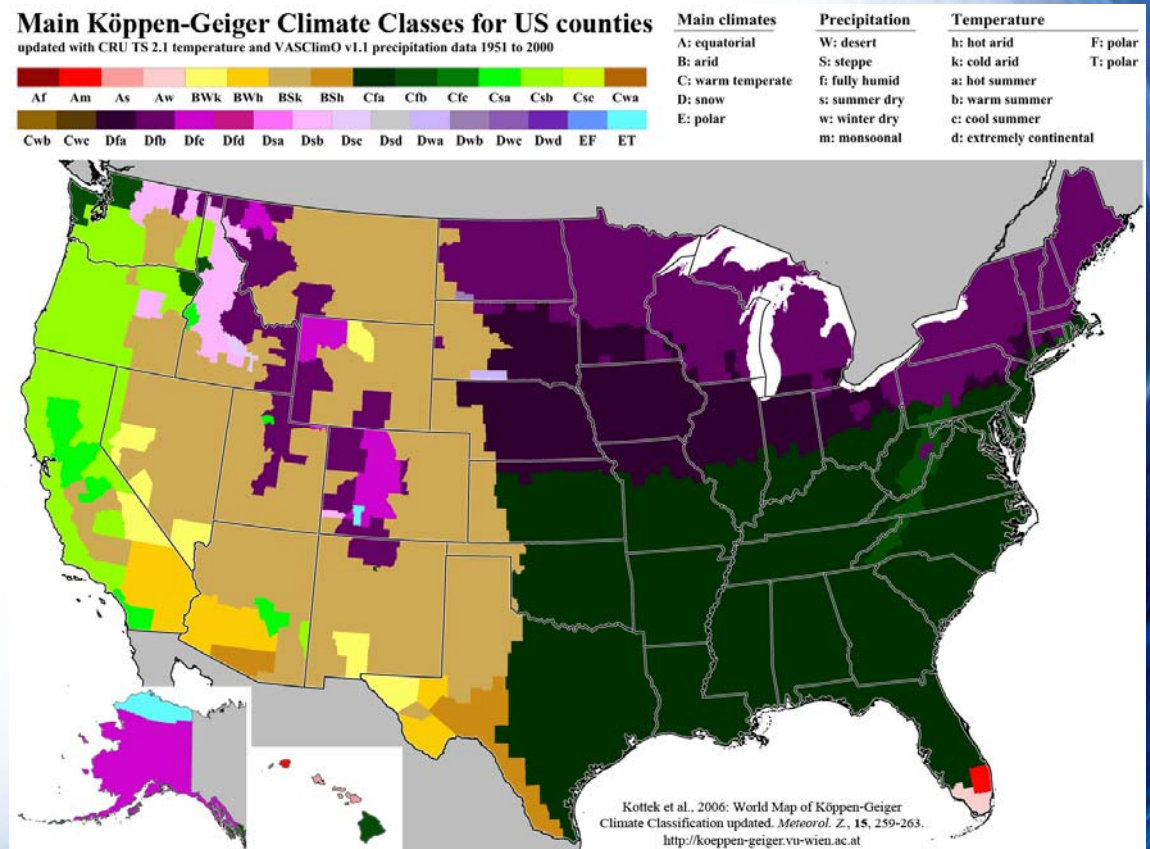 Main Köppen-Geiger Climate Classes for US counties
updated with CRU TS 2.1 temperature and VASClimO v1.1 precipitation data 1951 to 2000
Af Am As Aw BWk BWh BSk BSh Cfa Cfb Cfc Csa Csb Csc Cwa
Cwb Cwc Dfa Dfb Dfc Dfd Dsa Dsb Dsc Dsd Dwa Dwb Dwc Dwd EF ET
Main climates
A: equatorial
B: arid
C: warm temperate
D: snow
E: polar
Precipitation
W: desert
S: steppe
f: fully humid
s: summer dry
w: winter dry
m: monsoonal
Temperature
h: hot arid F: polar
k: cold arid T: polar
a: hot summer
b: warm summer
c: cool summer
d: extremely continental
Kottek et al., 2006: World Map of Köppen-Geiger
Climate Classification updated. Meteorol. Z., 15, 259-263.
http://koeppen-geiger.vu-wien.ac.at